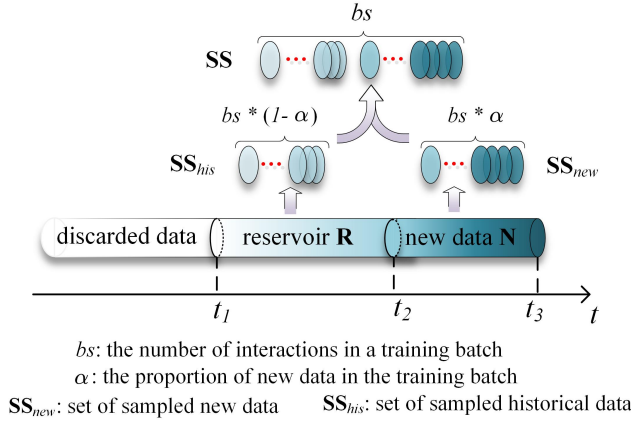 bs
SS
bs * (1- α)
bs * α
SS_his
SS_new
discarded data
reservoir R
new data N
t_1
t_2
t_3
t
bs: the number of interactions in a training batch
α: the proportion of new data in the training batch
SS_new: set of sampled new data
SS_his: set of sampled historical data